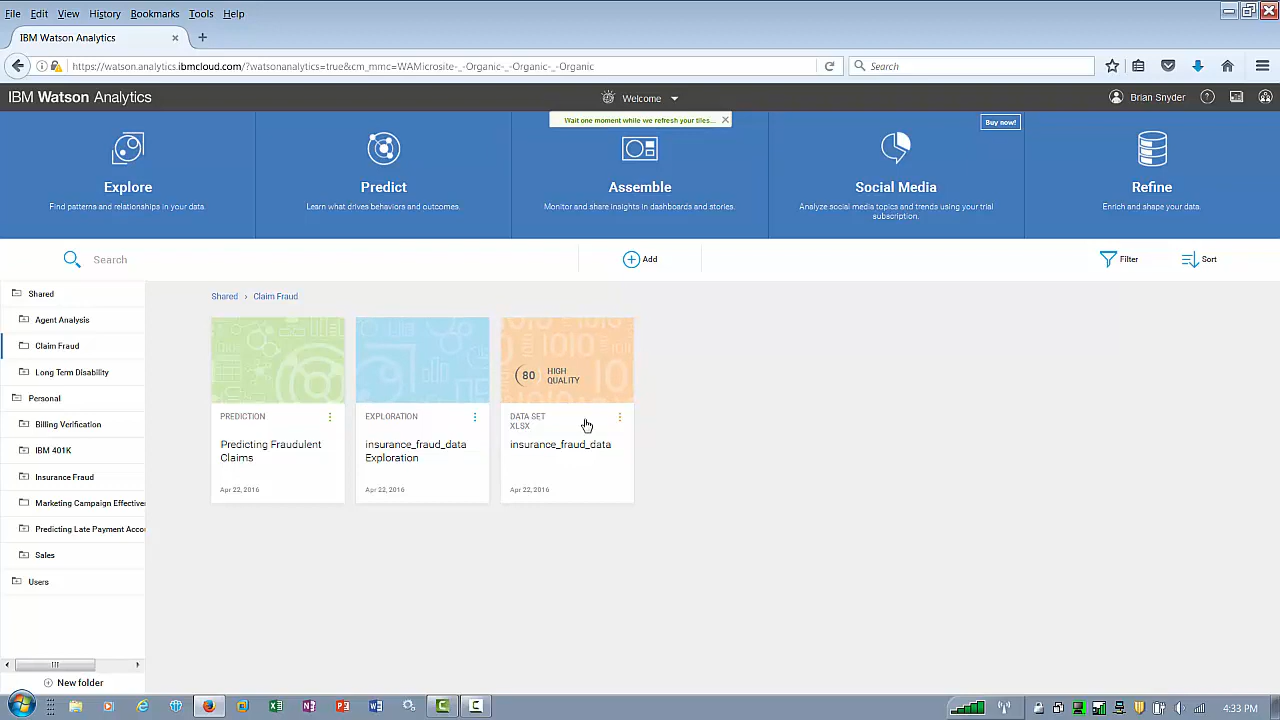 File Edit View History Bookmarks Tools Help
IBM Watson Analytics
https://watson.analytics.ibmcloud.com/?watsonanalytics=true&cm_mmc=WAMicrosite-_-Organic-_-Organic-_-Organic
Search
IBM Watson Analytics
Welcome
Brian Snyder
Wait one moment while we refresh your tiles...
Buy now!
Explore
Find patterns and relationships in your data.
Predict
Learn what drives behaviors and outcomes.
Assemble
Monitor and share insights in dashboards and stories.
Social Media
Analyze social media topics and trends using your trial
subscription.
Refine
Enrich and shape your data.
Search
Add
Filter
Sort
Shared
Agent Analysis
Claim Fraud
Long Term Disability
Personal
Billing Verification
IBM 401K
Insurance Fraud
Marketing Campaign Effective
Predicting Late Payment Acco
Sales
Users
New folder
Shared › Claim Fraud
PREDICTION
Predicting Fraudulent
Claims
Apr 22, 2016
EXPLORATION
insurance_fraud_data
Exploration
Apr 22, 2016
80 HIGH
QUALITY
DATA SET
XLSX
insurance_fraud_data
Apr 22, 2016
4:33 PM